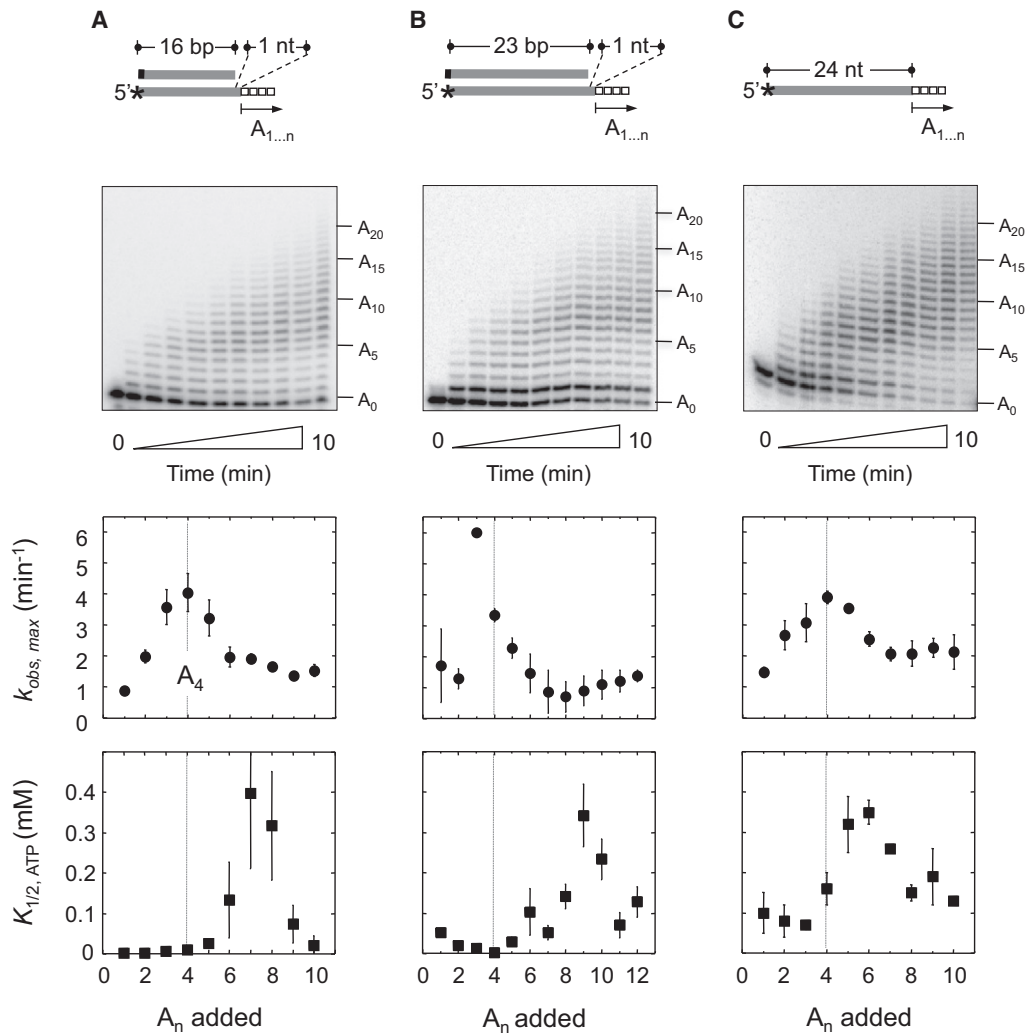 A
16 bp
1 nt
5'*
A1...n
B
23 bp
1 nt
5'*
A1...n
C
24 nt
5'*
A1...n
A20
A15
A10
A5
A0
0
10
Time (min)
A20
A15
A10
A5
A0
0
10
Time (min)
A20
A15
A10
A5
A0
0
10
Time (min)
kobs, max (min-1)
6
5
4
3
2
1
0
A4
K1/2, ATP (mM)
0.4
0.3
0.2
0.1
0
0 2 4 6 8 10
An added
0 2 4 6 8 10 12
An added
0 2 4 6 8 10
An added